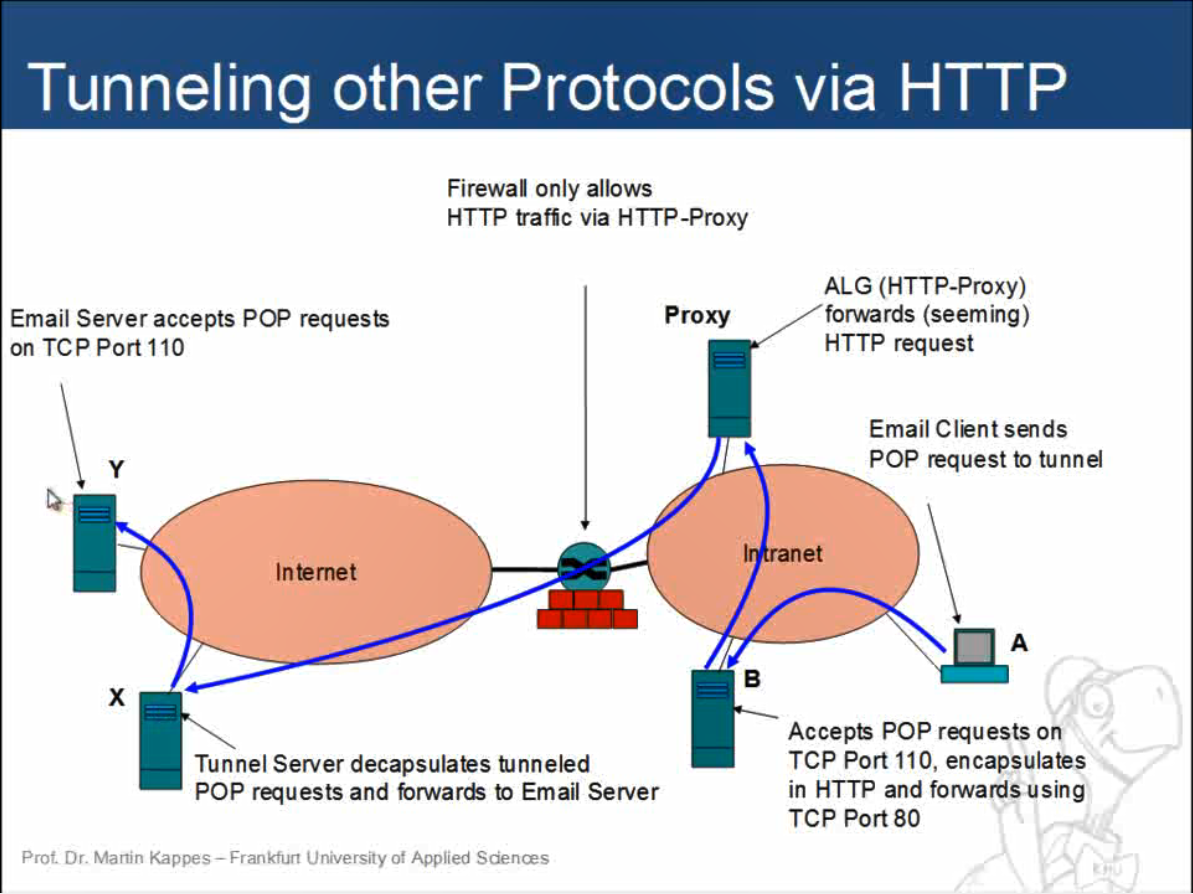 Tunneling other Protocols via HTTP
Firewall only allows
HTTP traffic via HTTP-Proxy
ALG (HTTP-Proxy)
forwards (seeming)
HTTP request
Proxy
Email Server accepts POP requests
on TCP Port 110
Email Client sends
POP request to tunnel
Y
Internet
Intranet
A
X
B
Accepts POP requests on
TCP Port 110, encapsulates
in HTTP and forwards using
TCP Port 80
Tunnel Server decapsulates tunneled
POP requests and forwards to Email Server
Prof. Dr. Martin Kappes – Frankfurt University of Applied Sciences